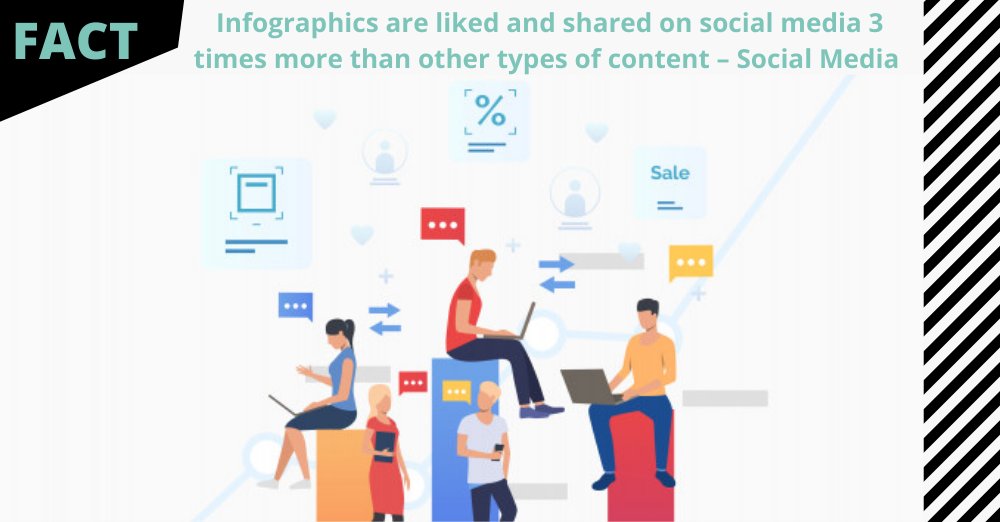 FACT
Infographics are liked and shared on social media 3
times more than other types of content – Social Media
%
Sale